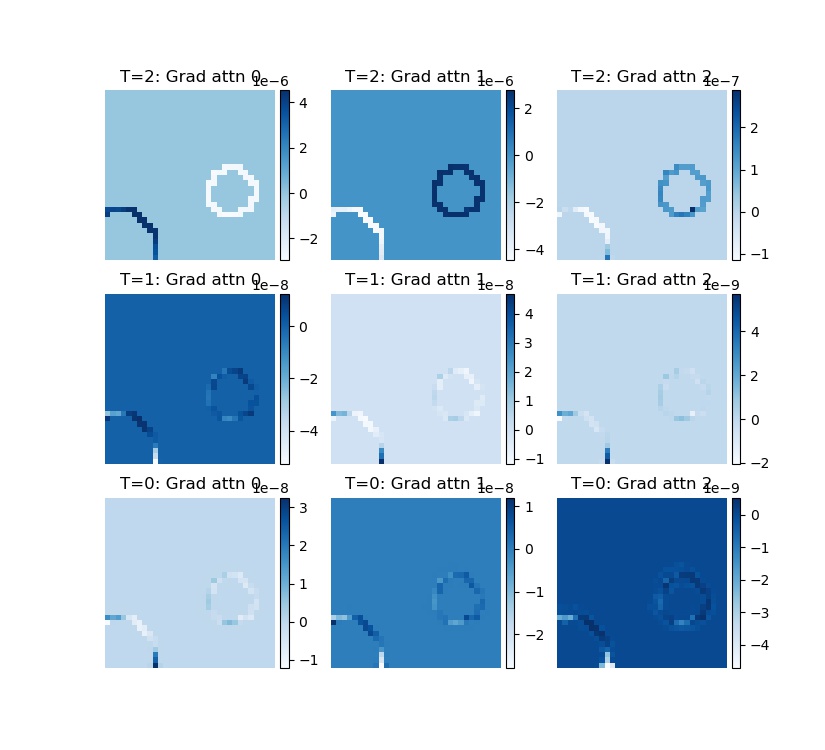 T=2: Grad attn 0
1e−6
4
2
0
−2
T=2: Grad attn 1
1e−6
2
0
−2
−4
T=2: Grad attn 2
1e−7
2
1
0
−1
T=1: Grad attn 0
1e−8
0
−2
−4
T=1: Grad attn 1
1e−8
4
3
2
1
0
−1
T=1: Grad attn 2
1e−9
4
2
0
−2
T=0: Grad attn 0
1e−8
3
2
1
0
−1
T=0: Grad attn 1
1e−8
1
0
−1
−2
T=0: Grad attn 2
1e−9
0
−1
−2
−3
−4